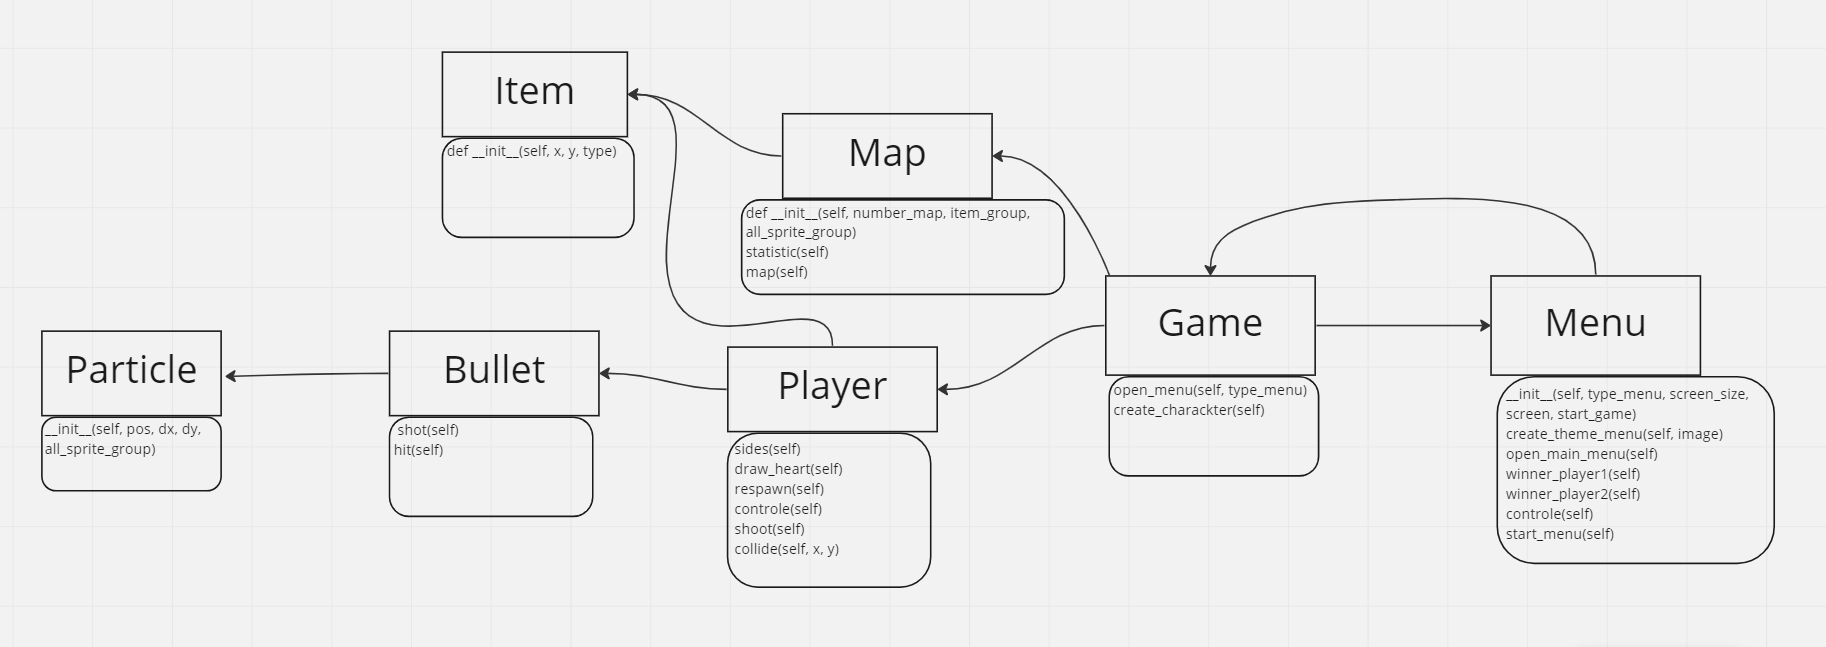 Item
def __init__(self, x, y, type)
Map
def __init__(self, number_map, item_group,
all_sprite_group)
statistic(self)
map(self)
Game
open_menu(self, type_menu)
create_charackter(self)
Menu
__init__(self, type_menu, screen_size,
screen, start_game)
create_theme_menu(self, image)
open_main_menu(self)
winner_player1(self)
winner_player2(self)
controle(self)
start_menu(self)
Particle
__init__(self, pos, dx, dy,
all_sprite_group)
Bullet
shot(self)
hit(self)
Player
sides(self)
draw_heart(self)
respawn(self)
controle(self)
shoot(self)
collide(self, x, y)